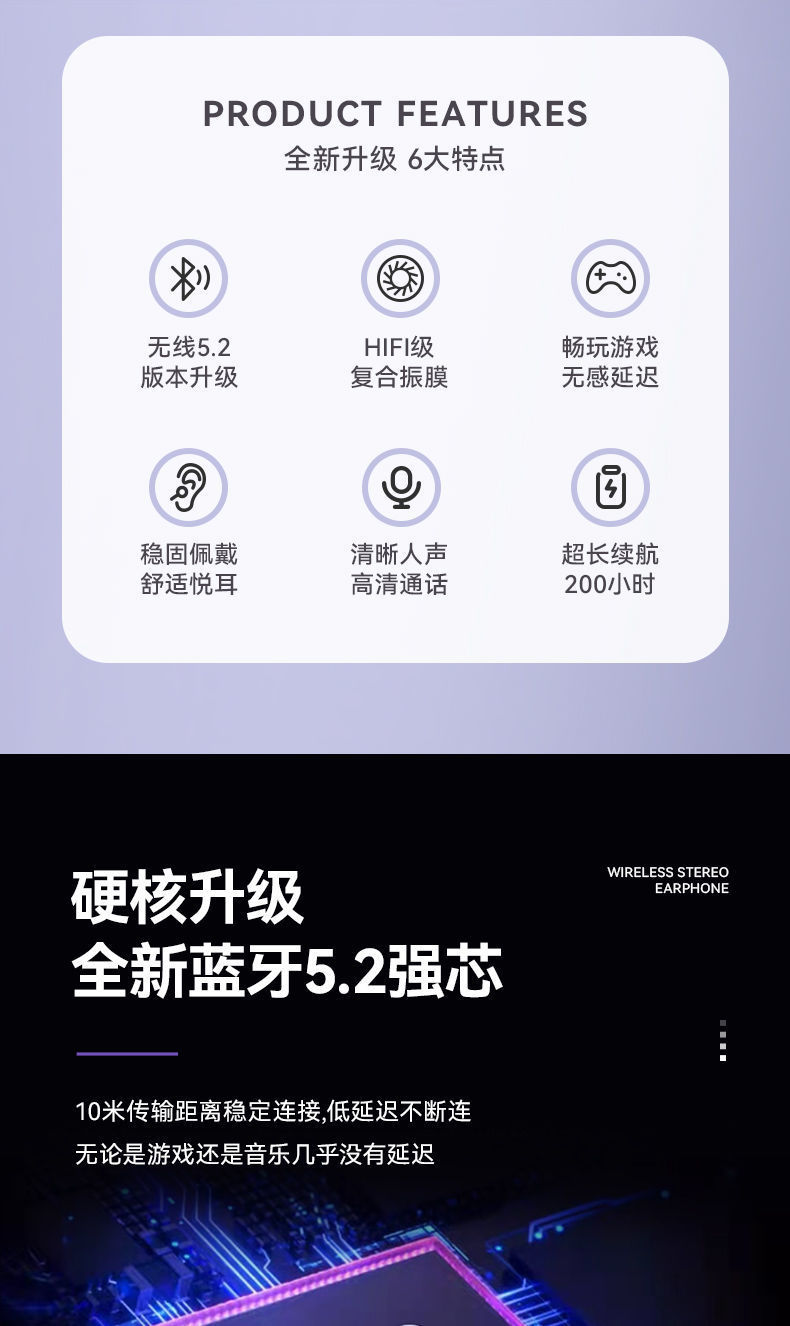 PRODUCT FEATURES
全新升级 6大特点
无线5.2
版本升级
HIFI级
复合振膜
畅玩游戏
无感延迟
稳固佩戴
舒适悦耳
清晰人声
高清通话
超长续航
200小时
硬核升级
全新蓝牙5.2强芯
WIRELESS STEREO
EARPHONE
10米传输距离稳定连接,低延迟不断连
无论是游戏还是音乐几乎没有延迟